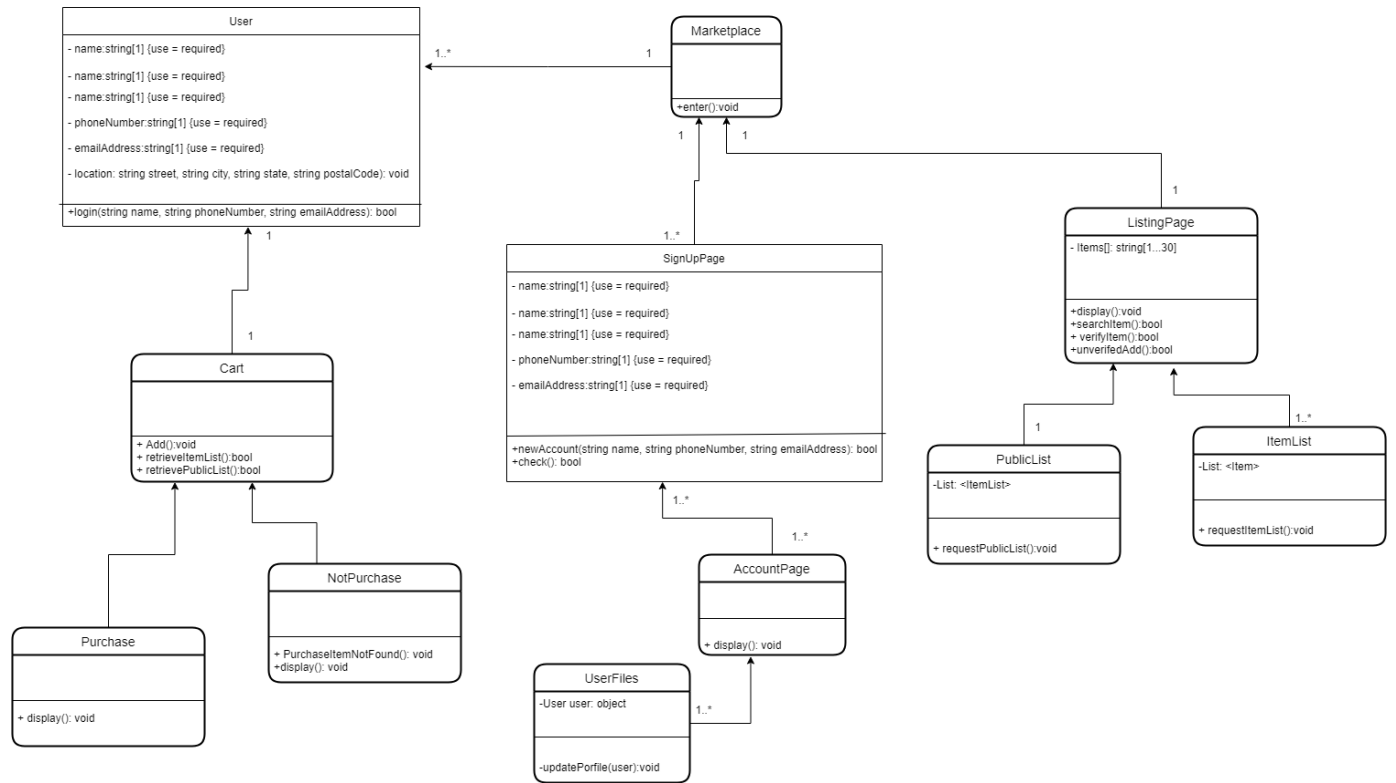 User
- name:string[1] {use = required}
- name:string[1] {use = required}
- name:string[1] {use = required}
- phoneNumber:string[1] {use = required}
- emailAddress:string[1] {use = required}
- location: string street, string city, string state, string postalCode): void
+login(string name, string phoneNumber, string emailAddress): bool
1..*
1
Marketplace
+enter():void
1
1
1
1..*
ListingPage
- Items[]: string[1...30]
+display():void
+searchItem():bool
+ verifyItem():bool
+unverifedAdd():bool
SignUpPage
- name:string[1] {use = required}
- name:string[1] {use = required}
- name:string[1] {use = required}
- phoneNumber:string[1] {use = required}
- emailAddress:string[1] {use = required}
+newAccount(string name, string phoneNumber, string emailAddress): bool
+check(): bool
1
1
Cart
+ Add():void
+ retrieveItemList():bool
+ retrievePublicList():bool
1
PublicList
-List: <ItemList>
+ requestPublicList():void
1..*
ItemList
-List: <Item>
+ requestItemList():void
1..*
1..*
AccountPage
+ display(): void
NotPurchase
+ PurchaseItemNotFound(): void
+display(): void
Purchase
+ display(): void
UserFiles
-User user: object
-updatePorfile(user):void
1..*